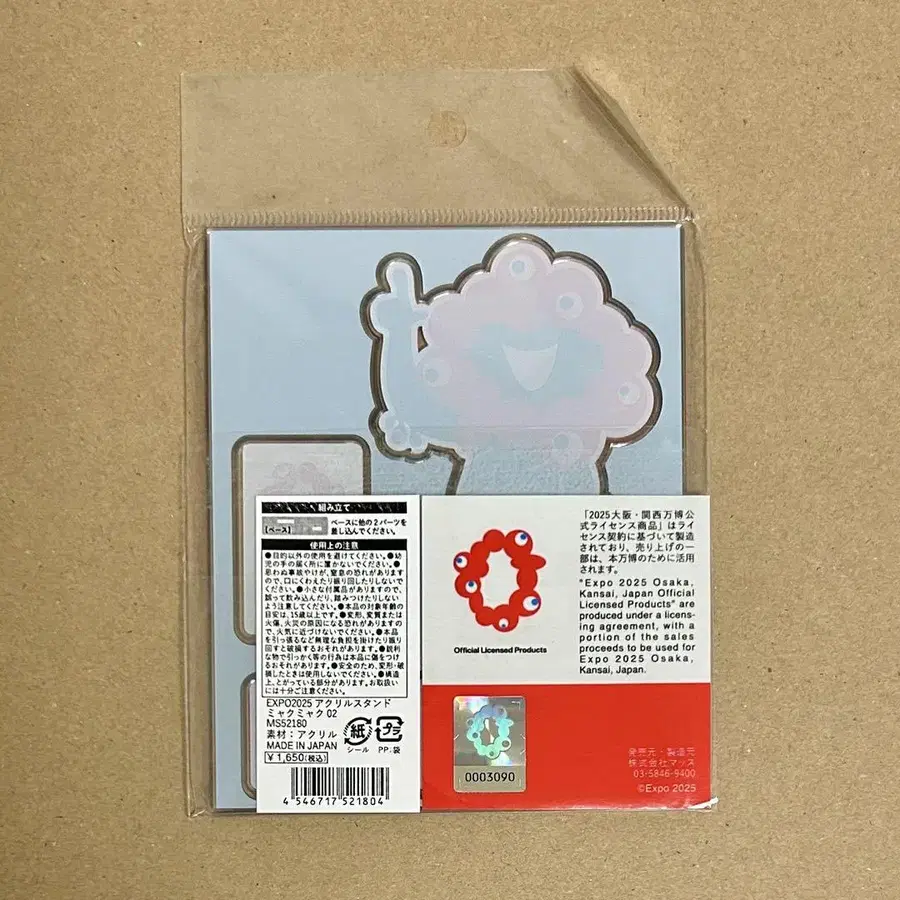 組み立て
【ベース】
ベースに他の2パーツを
差し込んでください。
使用上の注意
●目的以外の使用を避けてください。●幼
児の手の届く所に置かないでください。●
思わぬ事故やけが、窒息の恐れがありま
すので、口にくわえたり振り回したりしないで
ください。●小さな付属品がありますので、
誤って飲み込んだり、踏みつけたりしない
よう注意してください。●本品の対象年齢の
目安は、15歳以上です。●変形、変質または
火傷、火災の原因になる恐れがありますの
で、火気に近づけないでください。●本品
を引っ張るなど無理な負担を掛けたり振り
回すと破損するおそれがあります。●鋭利
な物で引っかく等の行為は本品に傷をつけ
るおそれがあります。●安全のため、変形・破
損したときは使用しないでください。●構造
上、とがっている部分があります。お取扱い
には十分ご注意ください。
EXPO2025 アクリルスタンド
ミャクミャク 02
MS52180
素材：アクリル
MADE IN JAPAN
¥1,650(税込)
紙
シール
プラ
PP:袋
4 546717 521804
「2025大阪・関西万博公
式ライセンス商品」はライ
センス契約に基づいて製造
されており、売り上げの一
部は、本万博のために活用
されます。
"Expo 2025 Osaka,
Kansai, Japan Official
Licensed Products" are
produced under a licens-
ing agreement, with a
portion of the sales
proceeds to be used for
Expo 2025 Osaka,
Kansai, Japan.
Official Licensed Products
0003090
発売元・製造元
株式会社マッス
03-5846-9400
©Expo 2025